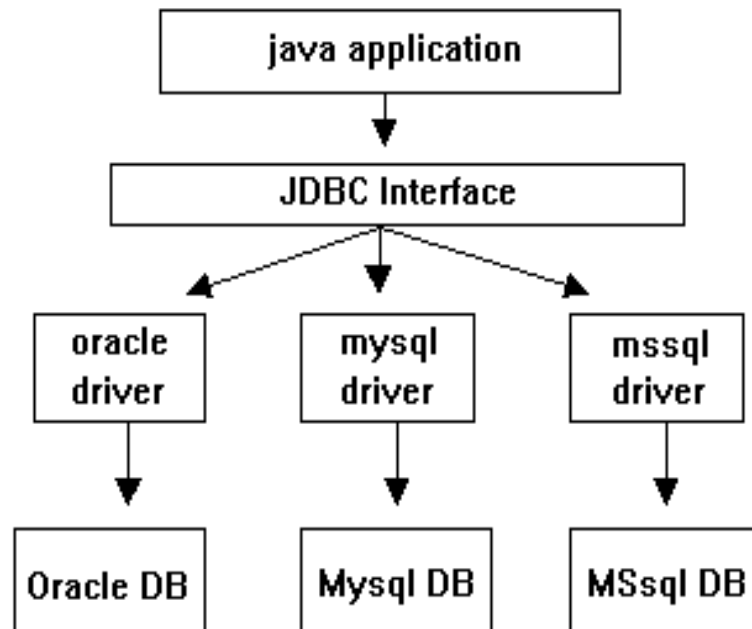 java application
JDBC Interface
oracle
driver
mysql
driver
mssql
driver
Oracle DB
Mysql DB
MSsql DB